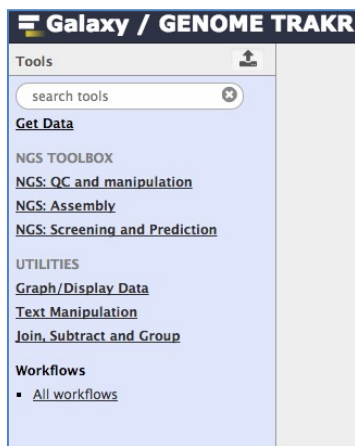 Galaxy / GENOME TRAKR
Tools
search tools
Get Data
NGS TOOLBOX
NGS: QC and manipulation
NGS: Assembly
NGS: Screening and Prediction
UTILITIES
Graph/Display Data
Text Manipulation
Join, Subtract and Group
Workflows
All workflows